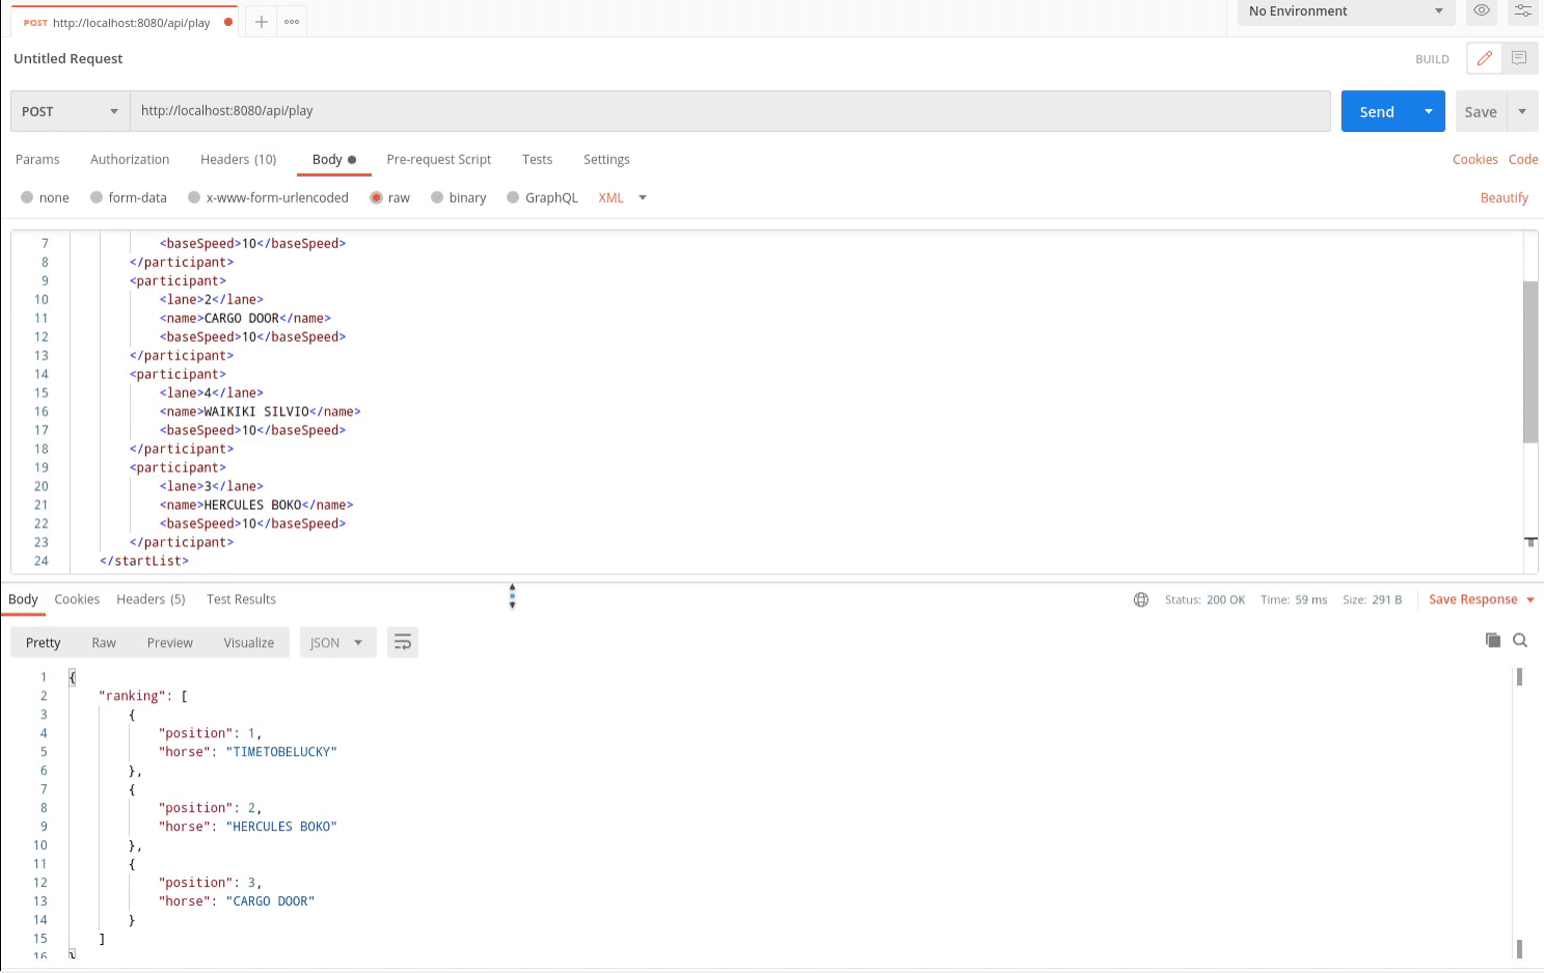 POST http://localhost:8080/api/play
No Environment
Untitled Request
BUILD
POST http://localhost:8080/api/play Send Save
Params Authorization Headers (10) Body Pre-request Script Tests Settings Cookies Code
none form-data x-www-form-urlencoded raw binary GraphQL XML Beautify
7 <baseSpeed>10</baseSpeed>
8 </participant>
9 <participant>
10 <lane>2</lane>
11 <name>CARGO DOOR</name>
12 <baseSpeed>10</baseSpeed>
13 </participant>
14 <participant>
15 <lane>4</lane>
16 <name>WAIKIKI SILVIO</name>
17 <baseSpeed>10</baseSpeed>
18 </participant>
19 <participant>
20 <lane>3</lane>
21 <name>HERCULES BOKO</name>
22 <baseSpeed>10</baseSpeed>
23 </participant>
24 </startList>
Body Cookies Headers (5) Test Results Status: 200 OK Time: 59 ms Size: 291 B Save Response
Pretty Raw Preview Visualize JSON
1 {
2 "ranking": [
3 {
4 "position": 1,
5 "horse": "TIMETOBELUCKY"
6 },
7 {
8 "position": 2,
9 "horse": "HERCULES BOKO"
10 },
11 {
12 "position": 3,
13 "horse": "CARGO DOOR"
14 }
15 ]
16 }